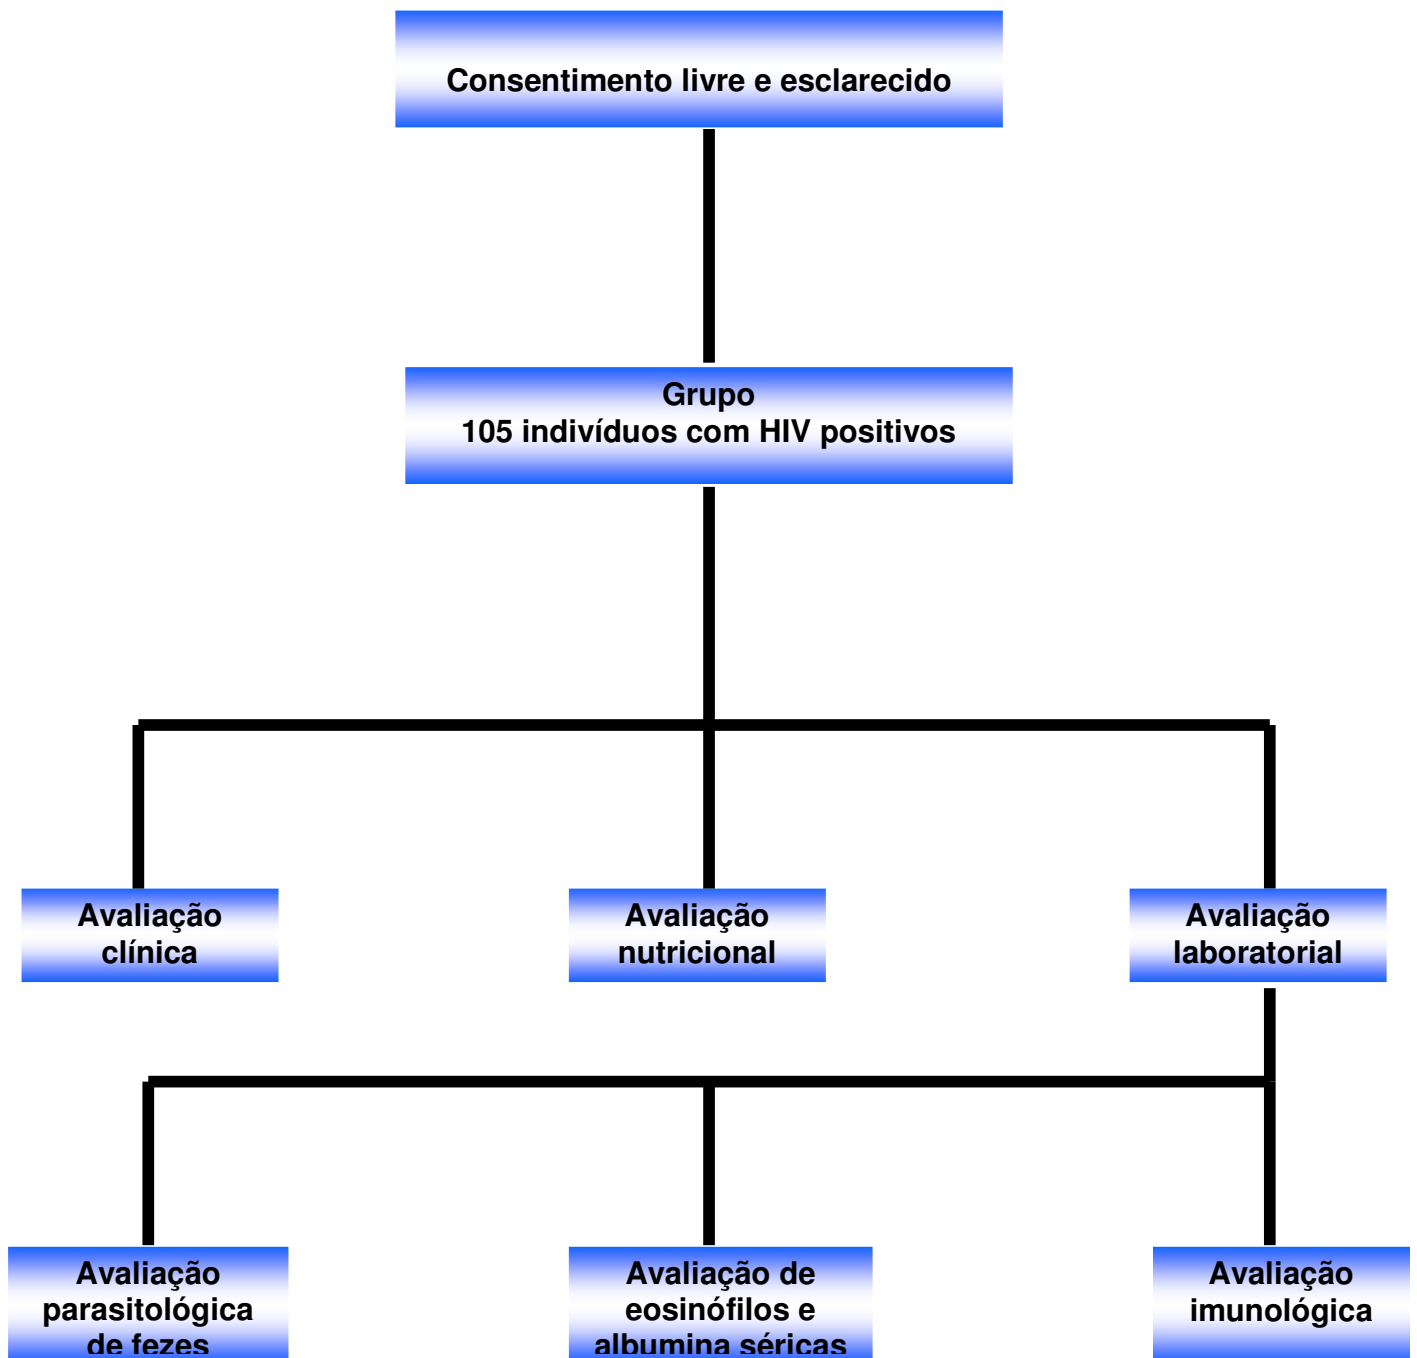 Consentimento livre e esclarecido
Grupo
105 indivíduos com HIV positivos
Avaliação
clínica
Avaliação
nutricional
Avaliação
laboratorial
Avaliação
parasitológica
de fezes
Avaliação de
eosinófilos e
albumina séricas
Avaliação
imunológica